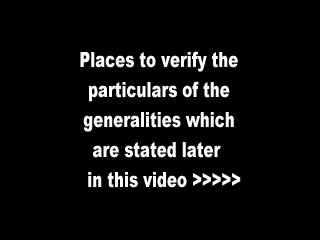 Places to verify the
particulars of the
generalities which
are stated later
in this video >>>>>